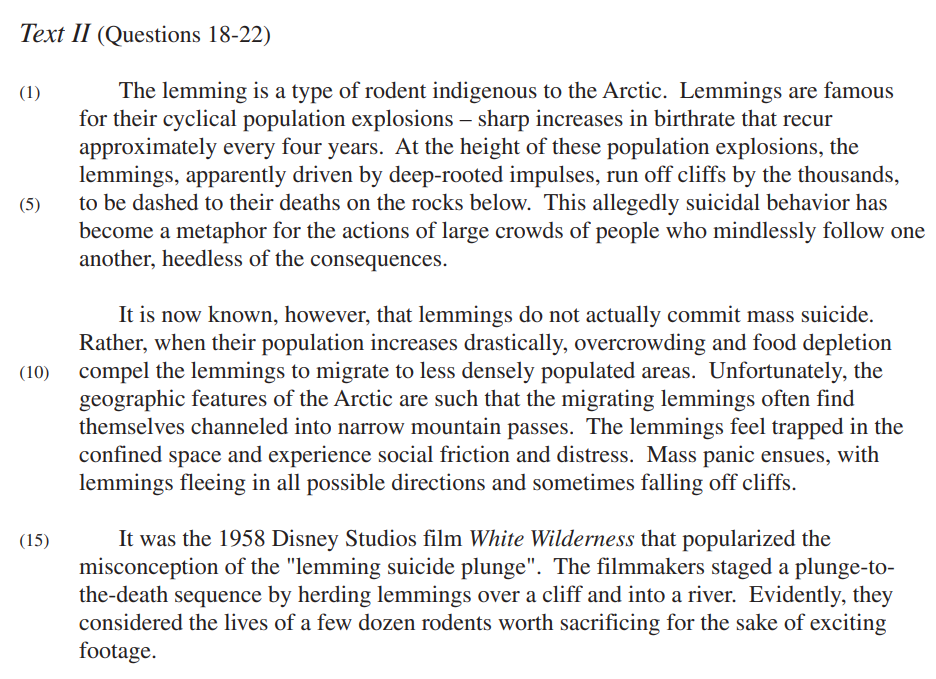 Text II (Questions 18-22)
(1) The lemming is a type of rodent indigenous to the Arctic. Lemmings are famous
for their cyclical population explosions – sharp increases in birthrate that recur
approximately every four years. At the height of these population explosions, the
lemmings, apparently driven by deep-rooted impulses, run off cliffs by the thousands,
(5) to be dashed to their deaths on the rocks below. This allegedly suicidal behavior has
become a metaphor for the actions of large crowds of people who mindlessly follow one
another, heedless of the consequences.
It is now known, however, that lemmings do not actually commit mass suicide.
Rather, when their population increases drastically, overcrowding and food depletion
(10) compel the lemmings to migrate to less densely populated areas. Unfortunately, the
geographic features of the Arctic are such that the migrating lemmings often find
themselves channeled into narrow mountain passes. The lemmings feel trapped in the
confined space and experience social friction and distress. Mass panic ensues, with
lemmings fleeing in all possible directions and sometimes falling off cliffs.
(15) It was the 1958 Disney Studios film White Wilderness that popularized the
misconception of the "lemming suicide plunge". The filmmakers staged a plunge-to-
the-death sequence by herding lemmings over a cliff and into a river. Evidently, they
considered the lives of a few dozen rodents worth sacrificing for the sake of exciting
footage.